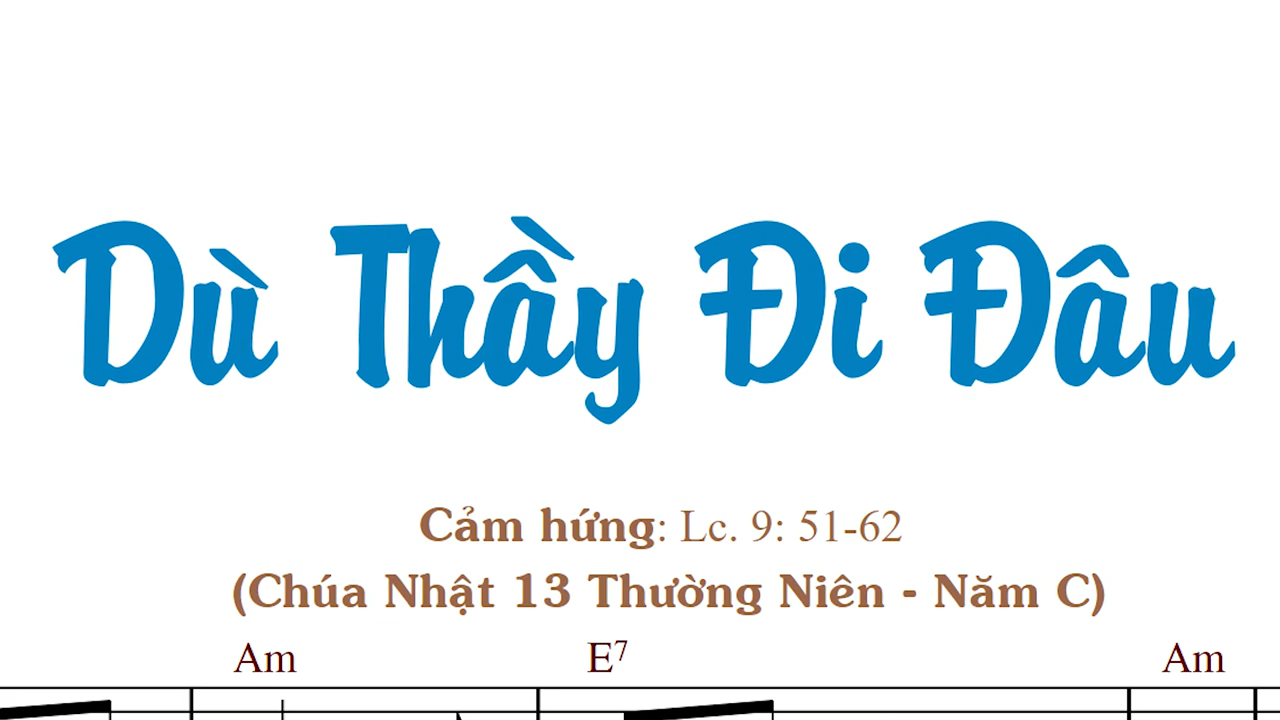 Dù Thầy Đi Đâu
Cảm hứng: Lc. 9: 51-62
(Chúa Nhật 13 Thường Niên - Năm C)
Am E7 Am